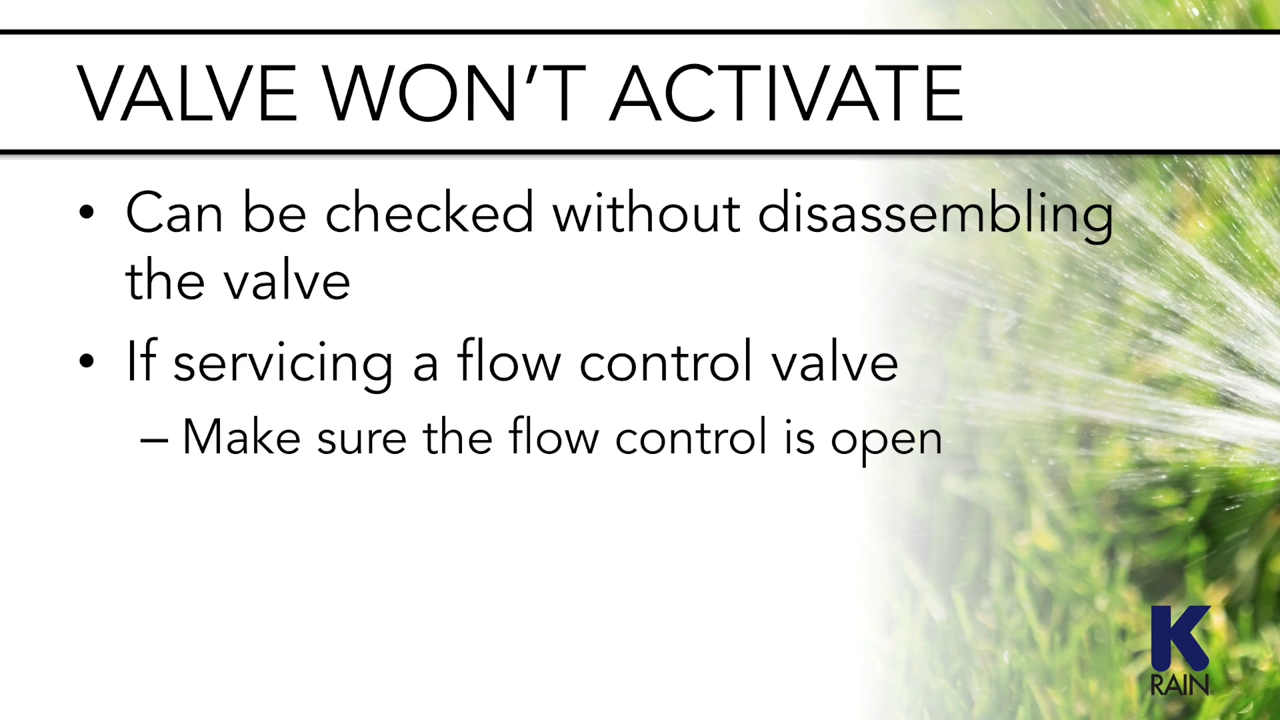 VALVE WON’T ACTIVATE
• Can be checked without disassembling
the valve
• If servicing a flow control valve
– Make sure the flow control is open
K
RAIN